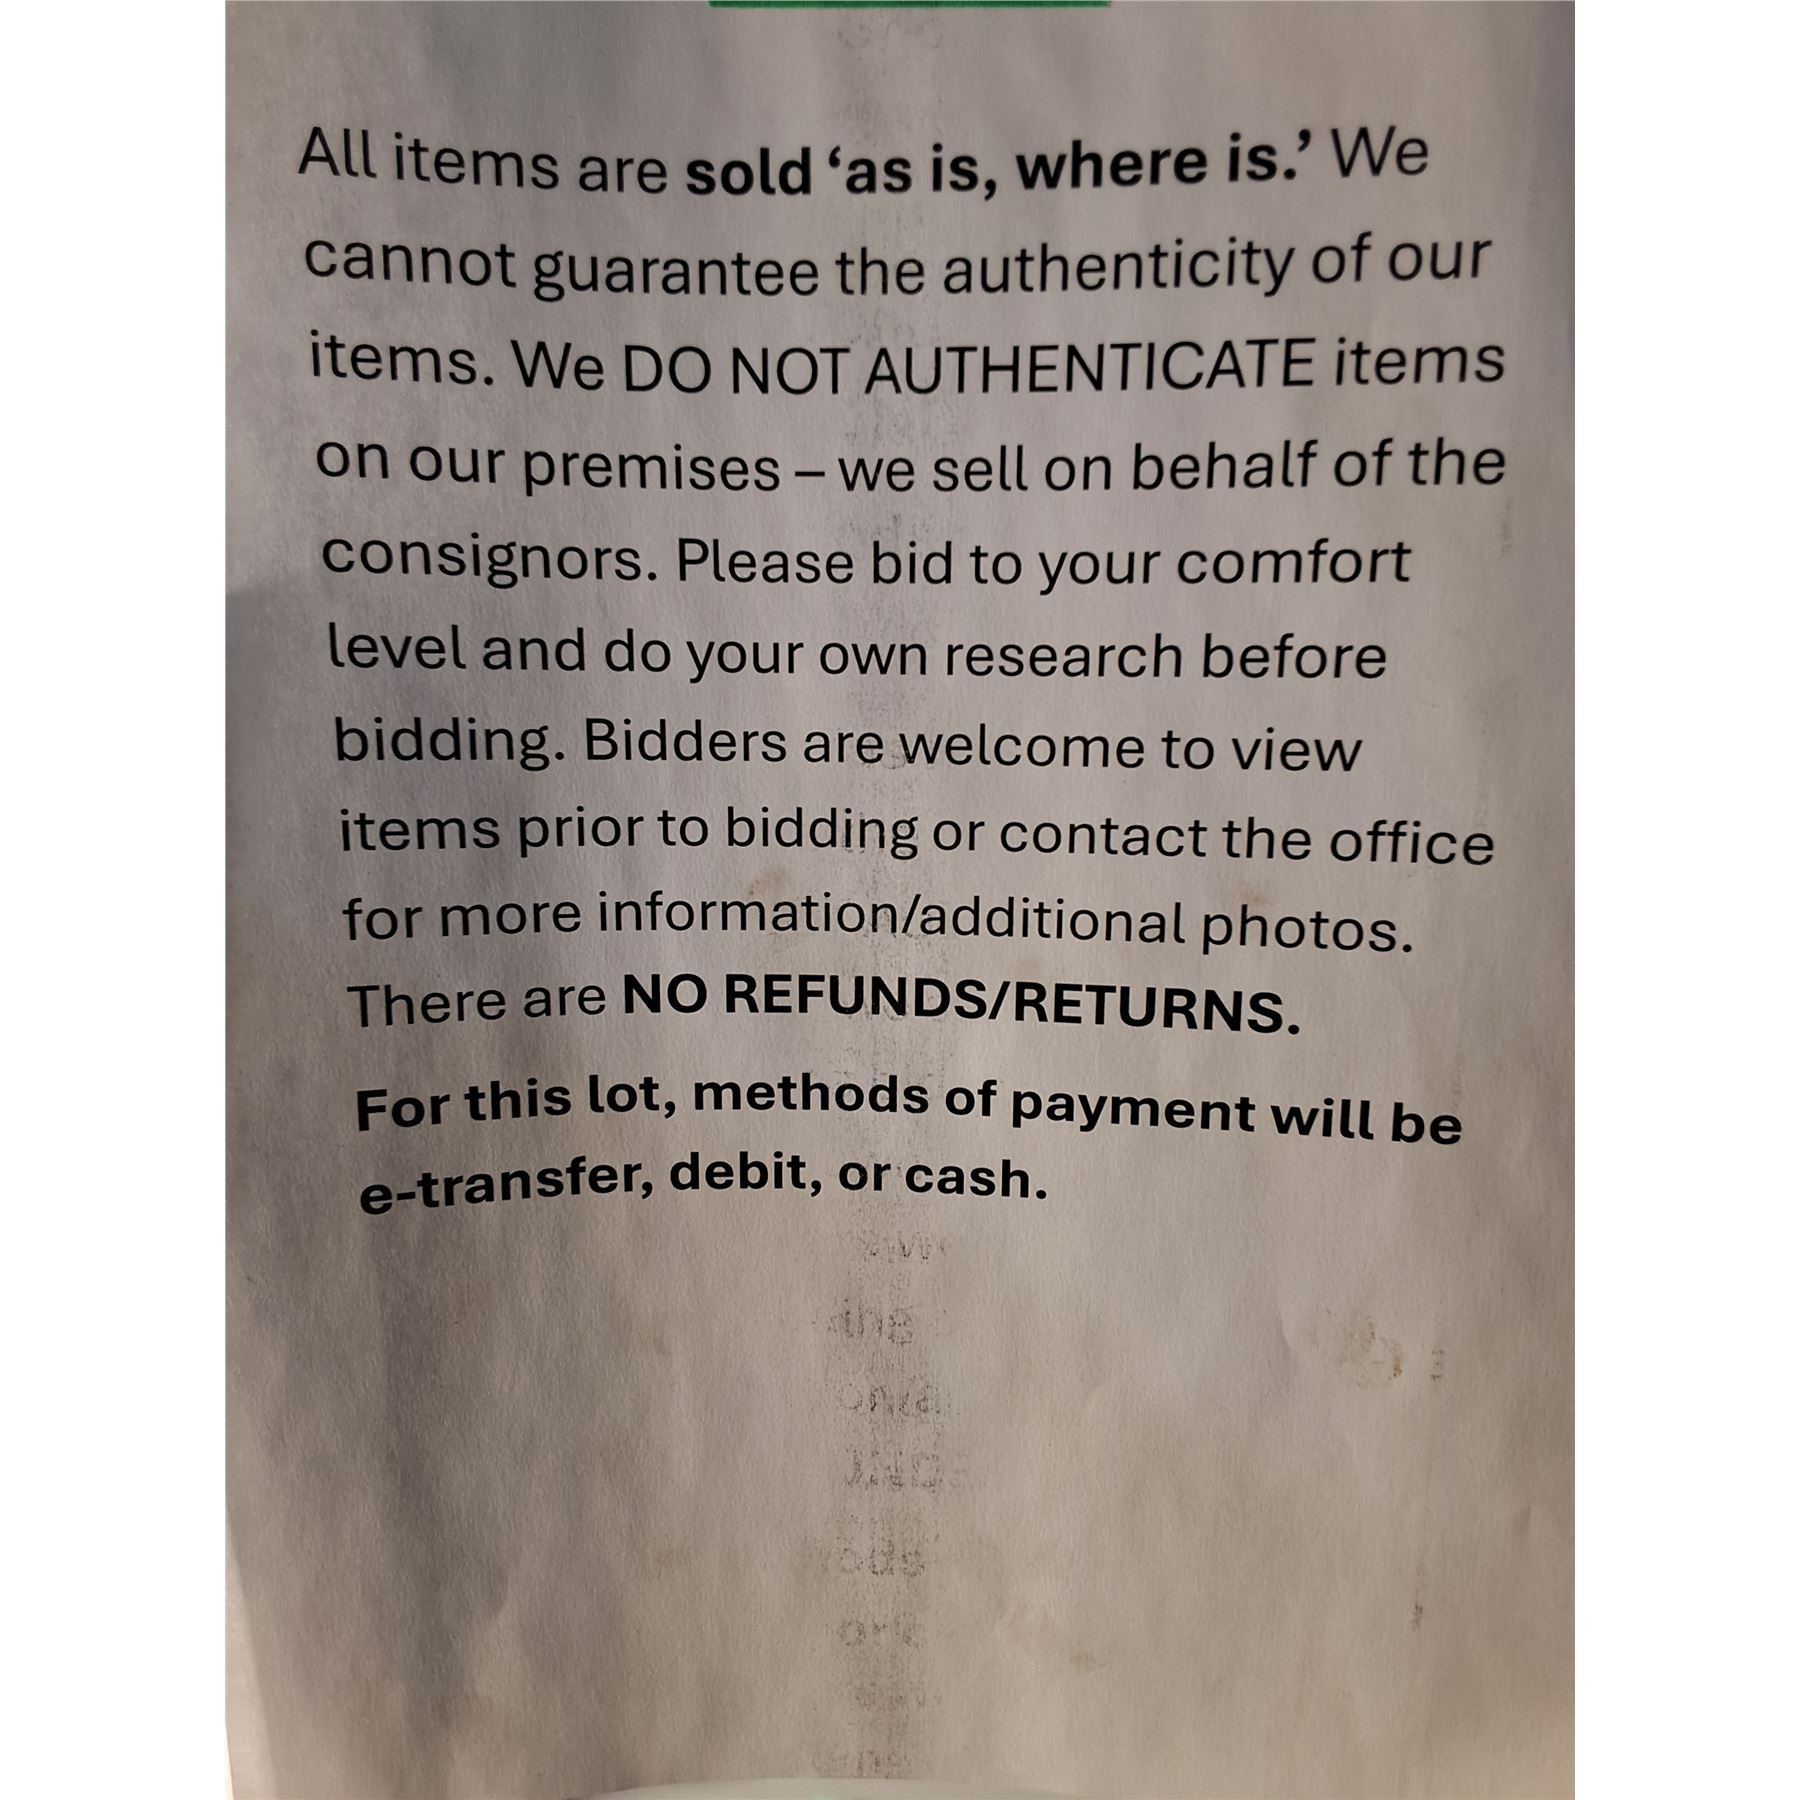 All items are sold ‘as is, where is.’ We
cannot guarantee the authenticity of our
items. We DO NOT AUTHENTICATE items
on our premises – we sell on behalf of the
consignors. Please bid to your comfort
level and do your own research before
bidding. Bidders are welcome to view
items prior to bidding or contact the office
for more information/additional photos.
There are NO REFUNDS/RETURNS.
For this lot, methods of payment will be
e-transfer, debit, or cash.